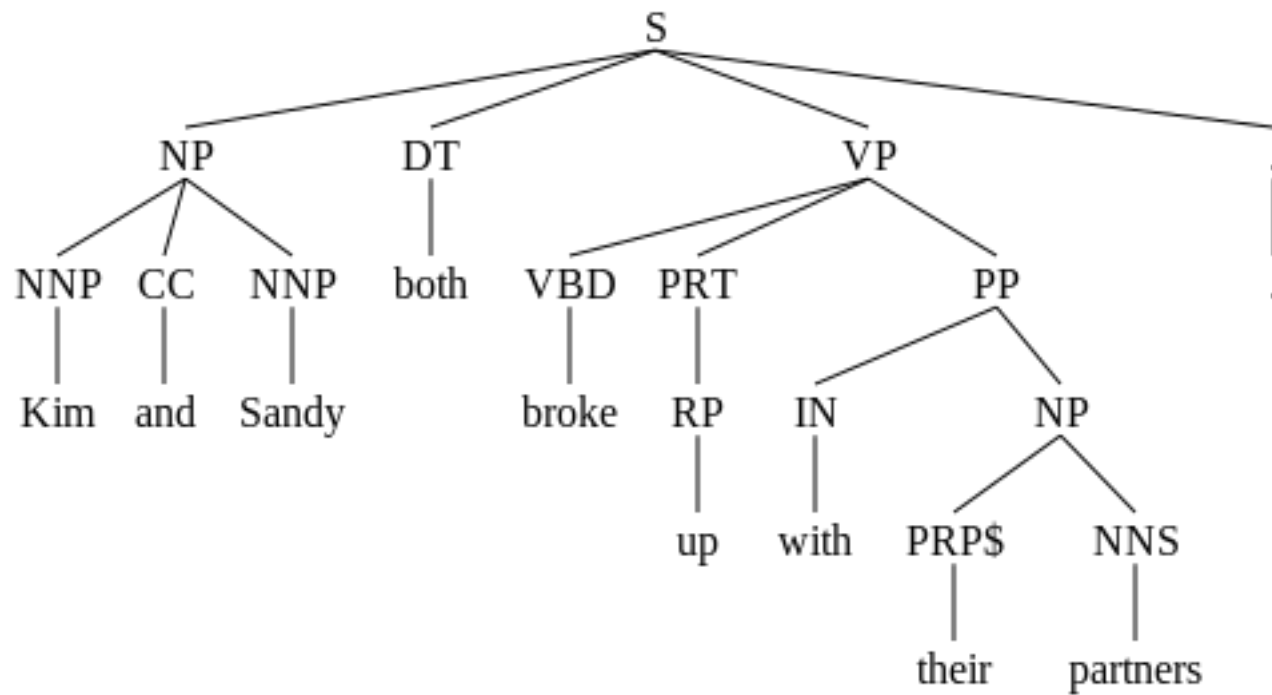 S
NP DT VP
NNP CC NNP both VBD PRT PP
Kim and Sandy broke RP IN NP
up with PRP$ NNS
their partners